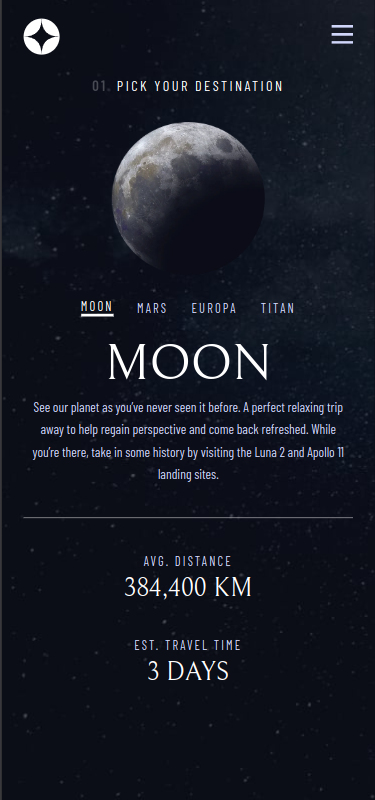 01. PICK YOUR DESTINATION
MOON MARS EUROPA TITAN
MOON
See our planet as you've never seen it before. A perfect relaxing trip
away to help regain perspective and come back refreshed. While
you're there, take in some history by visiting the Luna 2 and Apollo 11
landing sites.
AVG. DISTANCE
384,400 KM
EST. TRAVEL TIME
3 DAYS